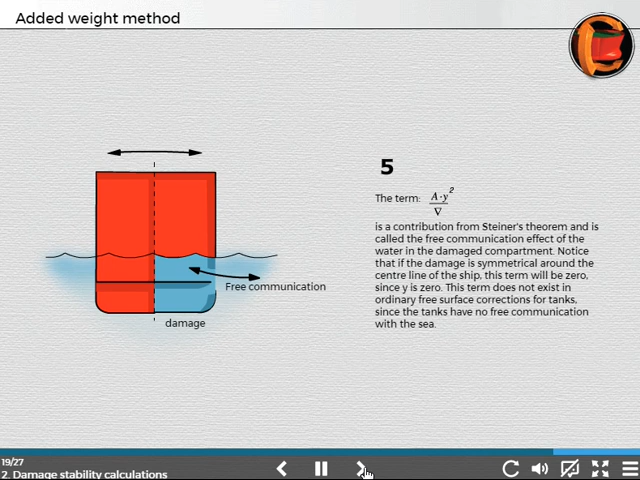 Added weight method
5
The term: A·y² / ∇
is a contribution from Steiner's theorem and is
called the free communication effect of the
water in the damaged compartment. Notice
that if the damage is symmetrical around the
centre line of the ship, this term will be zero,
since y is zero. This term does not exist in
ordinary free surface corrections for tanks,
since the tanks have no free communication
with the sea.
Free communication
damage
19/27
2. Damage stability calculations